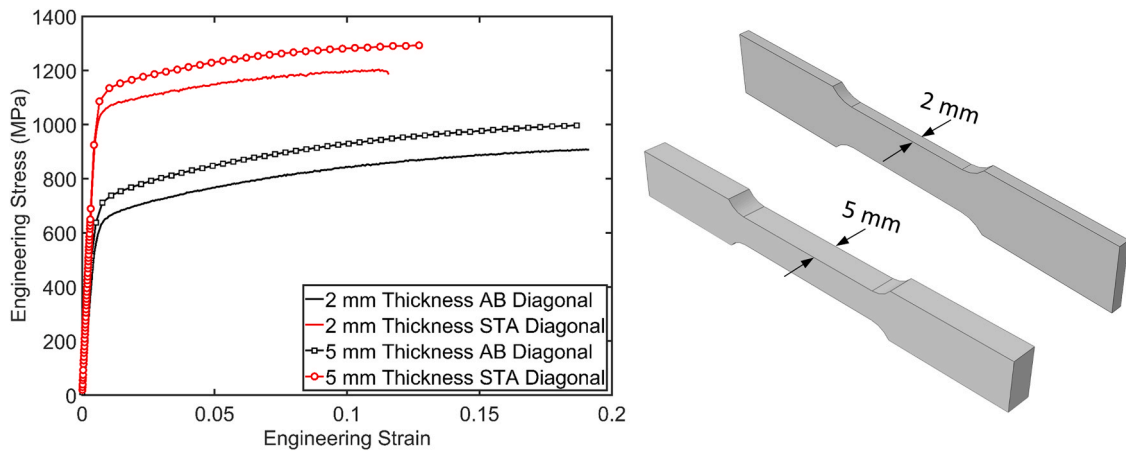 1400
1200
1000
800
600
400
200
0
Engineering Stress (MPa)
0
0.05
0.1
0.15
0.2
Engineering Strain
2 mm Thickness AB Diagonal
2 mm Thickness STA Diagonal
5 mm Thickness AB Diagonal
5 mm Thickness STA Diagonal
2 mm
5 mm